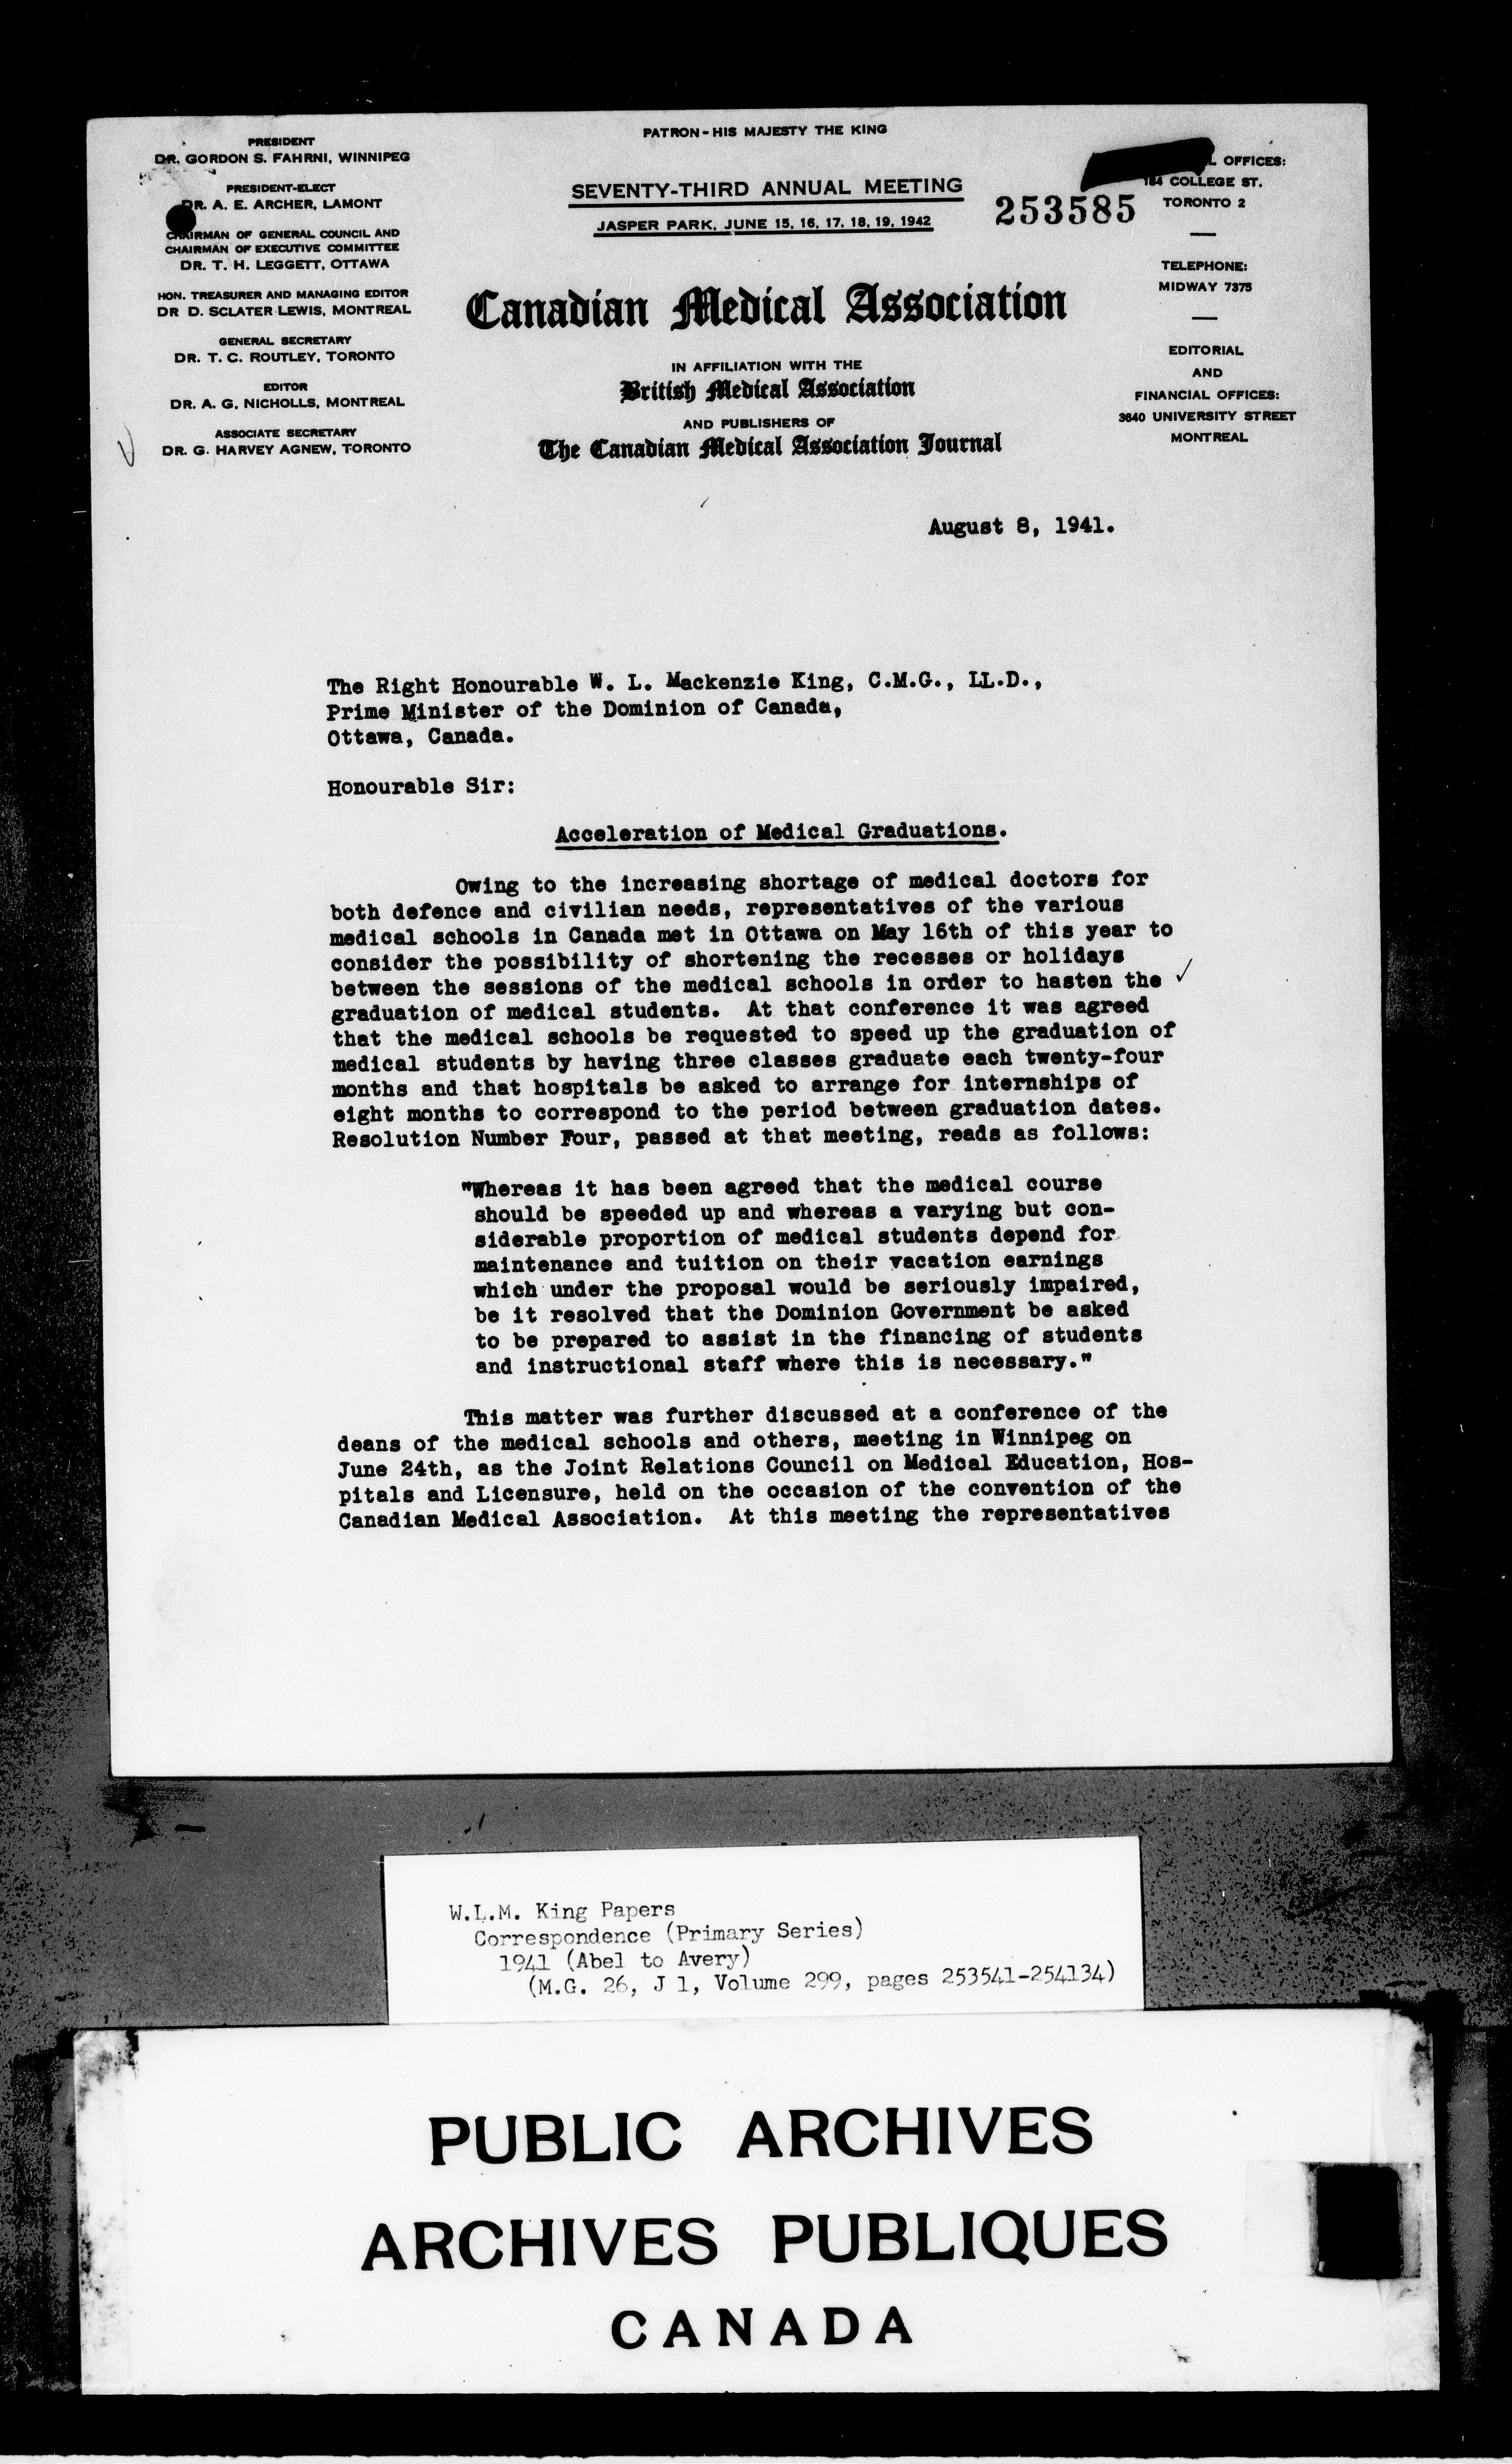 PATRON - HIS MAJESTY THE KING
PRESIDENT
DR. GORDON S. FAHRNI, WINNIPEG
PRESIDENT-ELECT
DR. A. E. ARCHER, LAMONT
CHAIRMAN OF GENERAL COUNCIL AND
CHAIRMAN OF EXECUTIVE COMMITTEE
DR. T. H. LEGGETT, OTTAWA
HON. TREASURER AND MANAGING EDITOR
DR D. SCLATER LEWIS, MONTREAL
GENERAL SECRETARY
DR. T. C. ROUTLEY, TORONTO
EDITOR
DR. A. G. NICHOLLS, MONTREAL
ASSOCIATE SECRETARY
DR. G. HARVEY AGNEW, TORONTO
SEVENTY-THIRD ANNUAL MEETING
JASPER PARK, JUNE 15, 16, 17, 18, 19, 1942
253585
Canadian Medical Association
IN AFFILIATION WITH THE
British Medical Association
AND PUBLISHERS OF
The Canadian Medical Association Journal
OFFICES:
184 COLLEGE ST.
TORONTO 2
TELEPHONE:
MIDWAY 7375
EDITORIAL
AND
FINANCIAL OFFICES:
3640 UNIVERSITY STREET
MONTREAL
August 8, 1941.
The Right Honourable W. L. Mackenzie King, C.M.G., LL.D.,
Prime Minister of the Dominion of Canada,
Ottawa, Canada.
Honourable Sir:
Acceleration of Medical Graduations.
Owing to the increasing shortage of medical doctors for
both defence and civilian needs, representatives of the various
medical schools in Canada met in Ottawa on May 16th of this year to
consider the possibility of shortening the recesses or holidays
between the sessions of the medical schools in order to hasten the
graduation of medical students. At that conference it was agreed
that the medical schools be requested to speed up the graduation of
medical students by having three classes graduate each twenty-four
months and that hospitals be asked to arrange for internships of
eight months to correspond to the period between graduation dates.
Resolution Number Four, passed at that meeting, reads as follows:
"Whereas it has been agreed that the medical course
should be speeded up and whereas a varying but con-
siderable proportion of medical students depend for
maintenance and tuition on their vacation earnings
which under the proposal would be seriously impaired,
be it resolved that the Dominion Government be asked
to be prepared to assist in the financing of students
and instructional staff where this is necessary."
This matter was further discussed at a conference of the
deans of the medical schools and others, meeting in Winnipeg on
June 24th, as the Joint Relations Council on Medical Education, Hos-
pitals and Licensure, held on the occasion of the convention of the
Canadian Medical Association. At this meeting the representatives
W.L.M. King Papers
Correspondence (Primary Series)
1941 (Abel to Avery)
(M.G. 26, J 1, Volume 299, pages 253541-254134)
PUBLIC ARCHIVES
ARCHIVES PUBLIQUES
CANADA